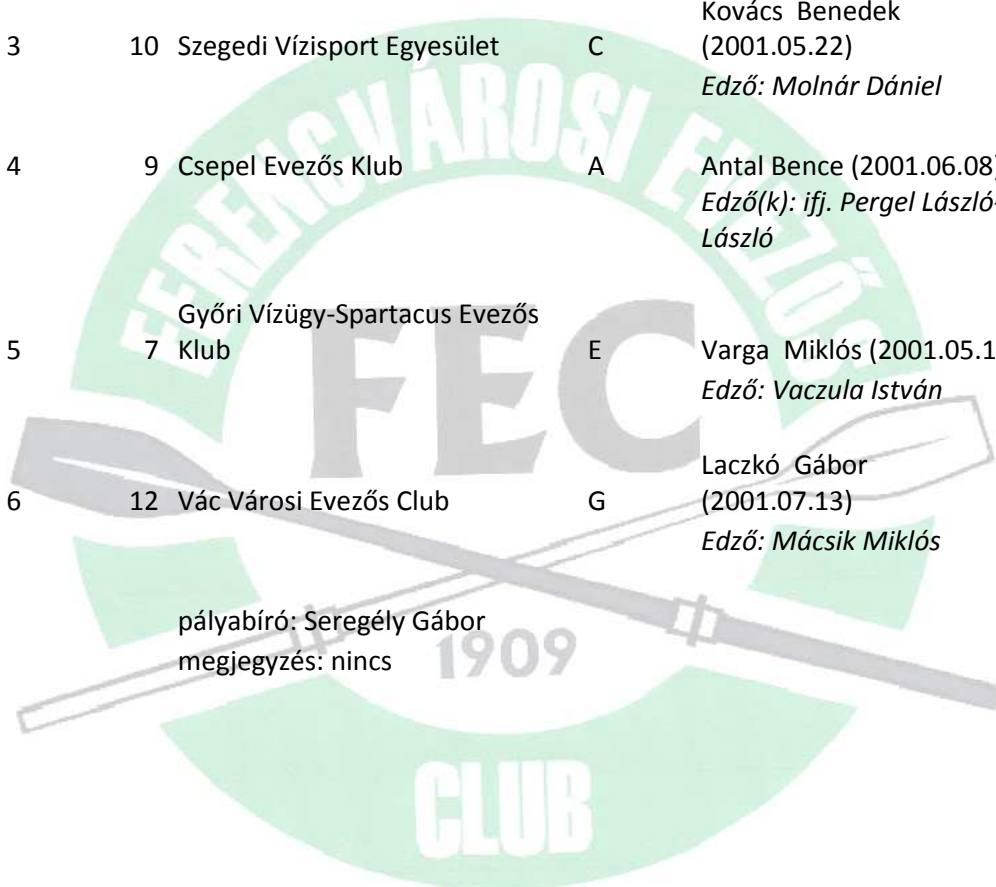 Kovács Benedek
3 10 Szegedi Vízisport Egyesület C (2001.05.22)
Edző: Molnár Dániel
4 9 Csepel Evezős Klub A Antal Bence (2001.06.08)
Edző(k): ifj. Pergel László-
László
Győri Vízügy-Spartacus Evezős
5 7 Klub E Varga Miklós (2001.05.1
Edző: Vaczula István
Laczkó Gábor
6 12 Vác Városi Evezős Club G (2001.07.13)
Edző: Mácsik Miklós
pályabíró: Seregély Gábor
megjegyzés: nincs
FERENCVÁROSI EVEZŐS
FEC
1909
CLUB